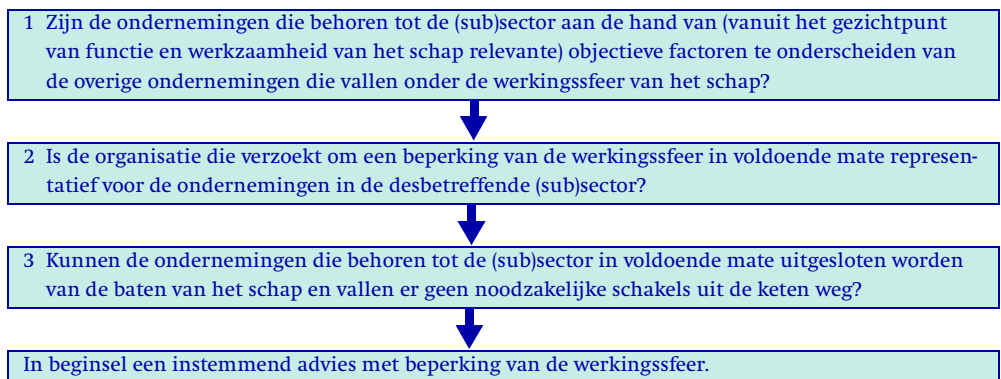 1 Zijn de ondernemingen die behoren tot de (sub)sector aan de hand van (vanuit het gezichtpunt
van functie en werkzaamheid van het schap relevante) objectieve factoren te onderscheiden van
de overige ondernemingen die vallen onder de werkingssfeer van het schap?
2 Is de organisatie die verzoekt om een beperking van de werkingssfeer in voldoende mate represen-
tatief voor de ondernemingen in de desbetreffende (sub)sector?
3 Kunnen de ondernemingen die behoren tot de (sub)sector in voldoende mate uitgesloten worden
van de baten van het schap en vallen er geen noodzakelijke schakels uit de keten weg?
In beginsel een instemmend advies met beperking van de werkingssfeer.